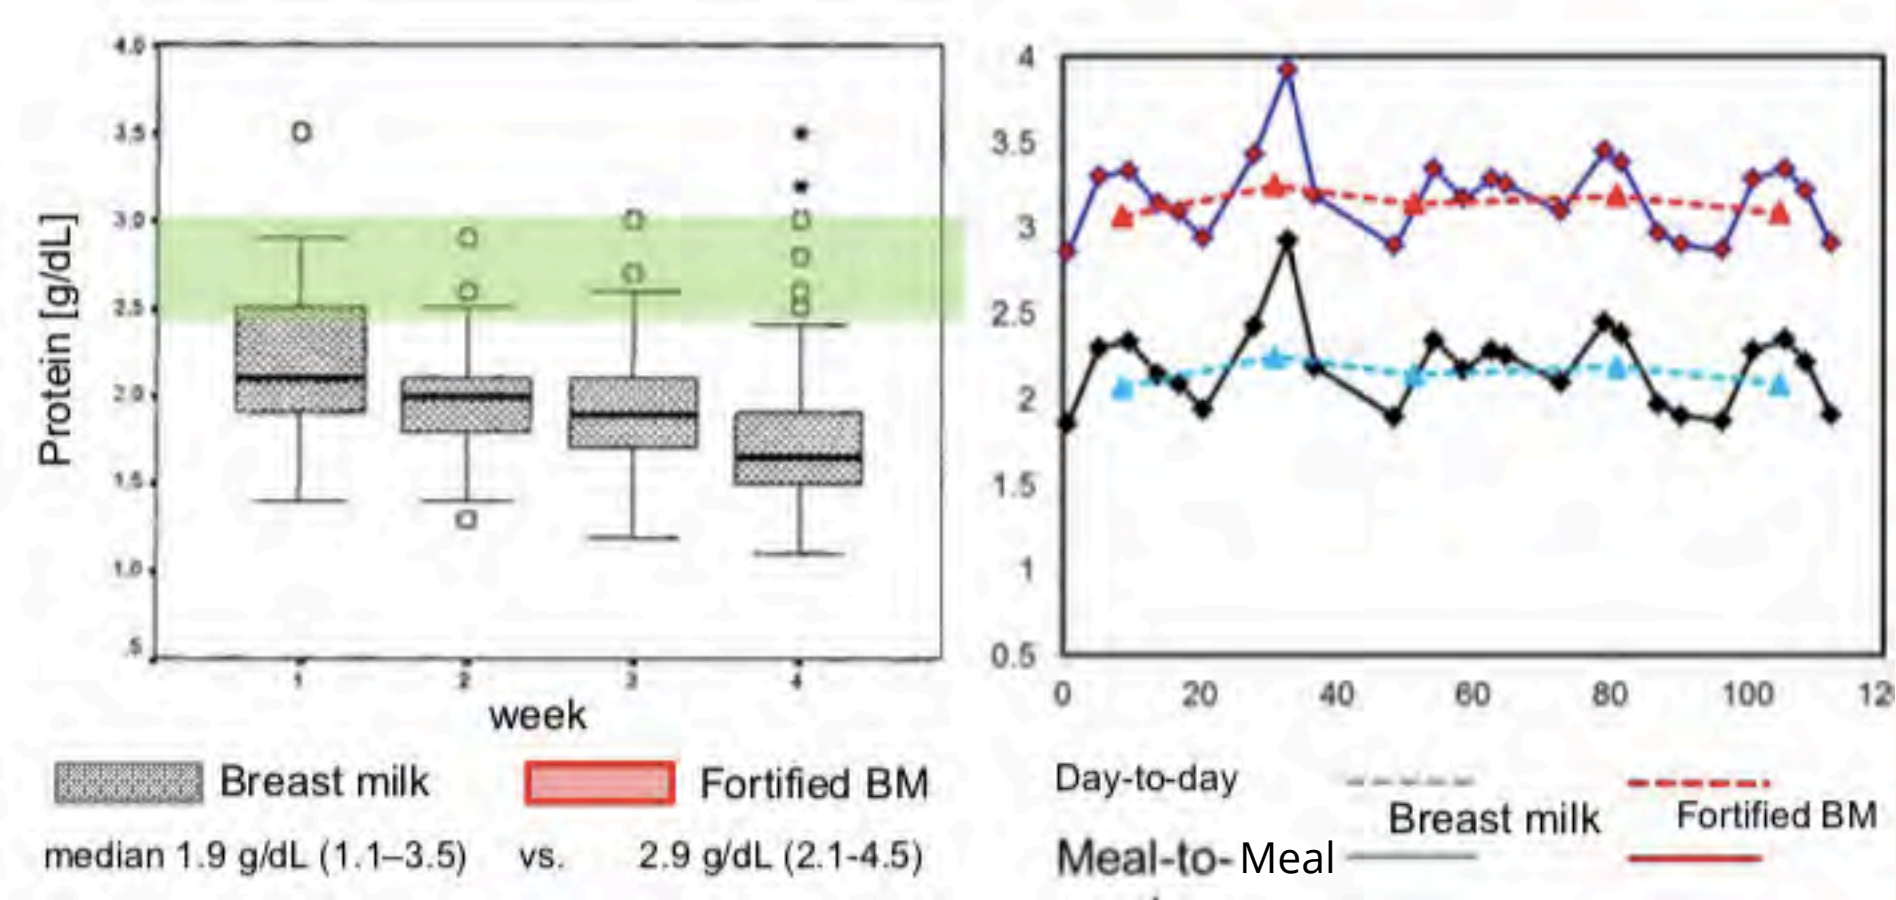 4.0
3.5
3.0
2.5
2.0
1.5
1.0
.5
Protein [g/dL]
1 2 3 4
week
Breast milk Fortified BM
median 1.9 g/dL (1.1–3.5) vs. 2.9 g/dL (2.1-4.5)
4
3.5
3
2.5
2
1.5
1
0.5
0 20 40 60 80 100 12
Day-to-day
Breast milk Fortified BM
Meal-to-Meal